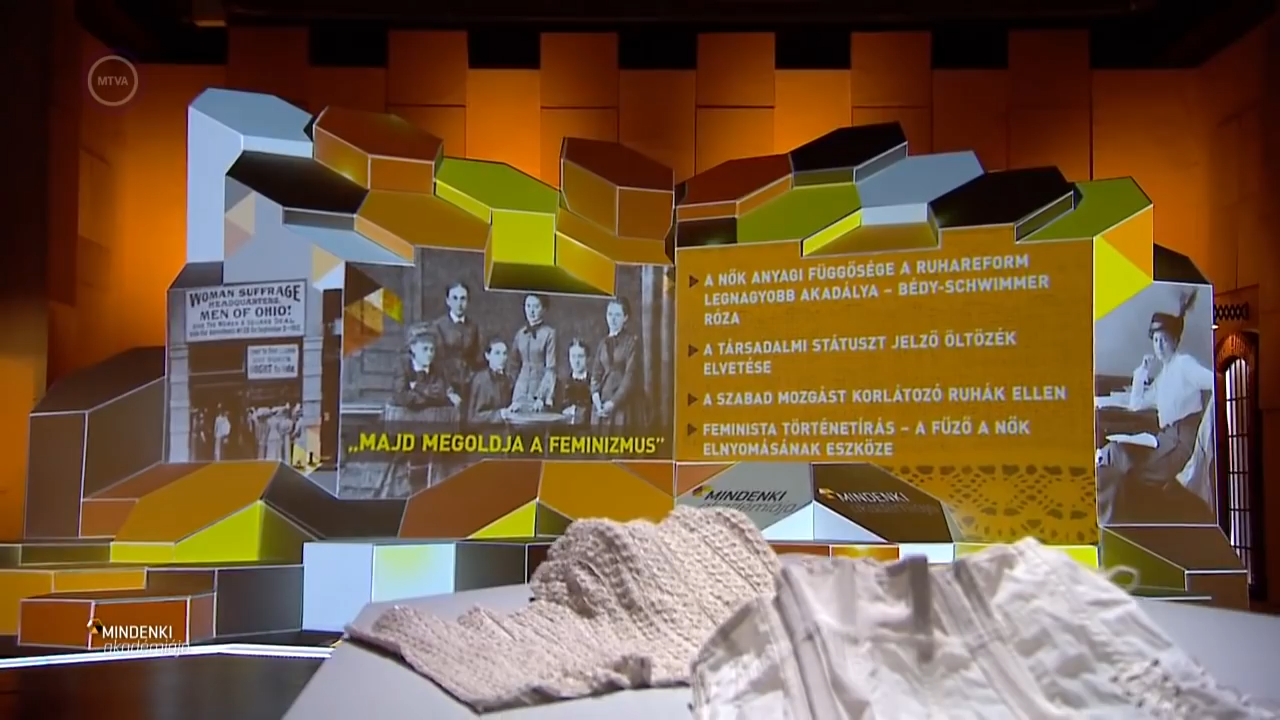 MTVA
WOMAN SUFFRAGE
HEADQUARTERS.
MEN OF OHIO!
„MAJD MEGOLDJA A FEMINIZMUS”
A NŐK ANYAGI FÜGGŐSÉGE A RUHAREFORM
LEGNAGYOBB AKADÁLYA – BÉDY-SCHWIMMER
RÓZA
A TÁRSADALMI STÁTUSZT JELZŐ ÖLTÖZÉK
ELVETÉSE
A SZABAD MOZGÁST KORLÁTOZÓ RUHÁK ELLEN
FEMINISTA TÖRTÉNETÍRÁS – A FŰZŐ A NŐK
ELNYOMÁSÁNAK ESZKÖZE
MINDENKI
akadémiája
MINDENKI
akadémiája
MINDENKI
akadémiája